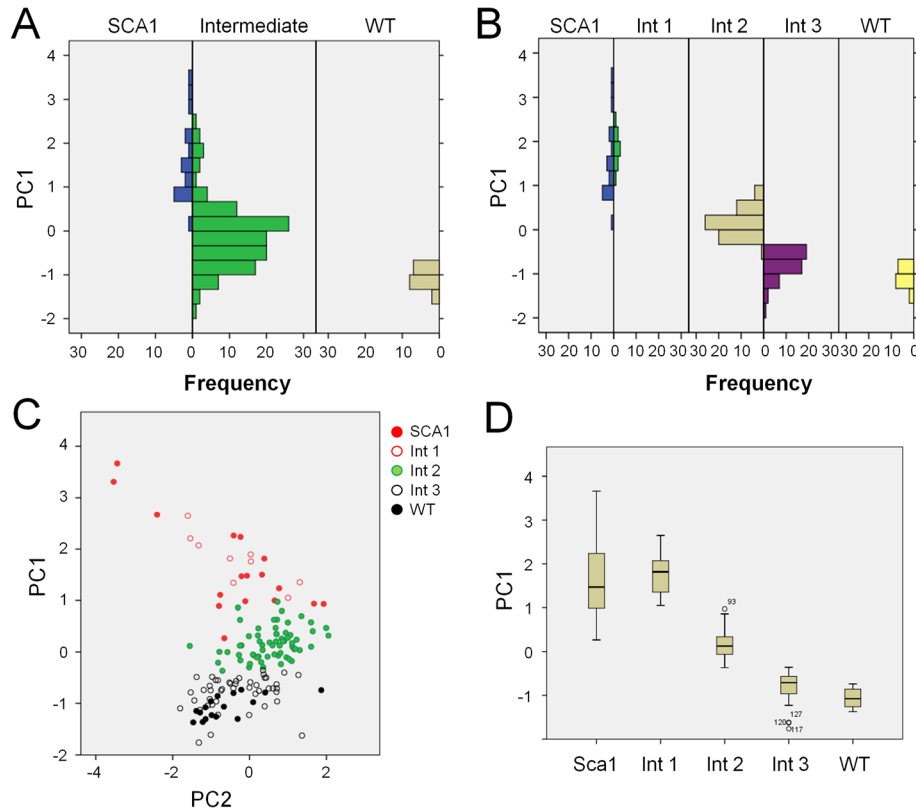 A
SCA1 Intermediate WT
PC1
4
3
2
1
0
-1
-2
30 20 10 0 10 20 30 20 10 0
Frequency
B
SCA1 Int 1 Int 2 Int 3 WT
PC1
4
3
2
1
0
-1
-2
30 20 10 0 10 20 30 30 20 10 0 10 20 30 30 20 10 0
Frequency
C
PC1
4
3
2
1
0
-1
-2
-4 -2 0 2
PC2
SCA1
Int 1
Int 2
Int 3
WT
D
PC1
4
3
2
1
0
-1
93
127
120
117
Sca1 Int 1 Int 2 Int 3 WT